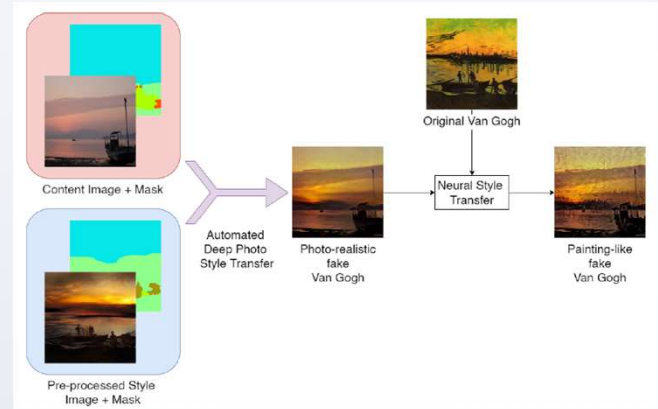 Content Image + Mask
Pre-processed Style
Image + Mask
Automated
Deep Photo
Style Transfer
Photo-realistic
fake
Van Gogh
Original Van Gogh
Neural Style
Transfer
Painting-like
fake
Van Gogh